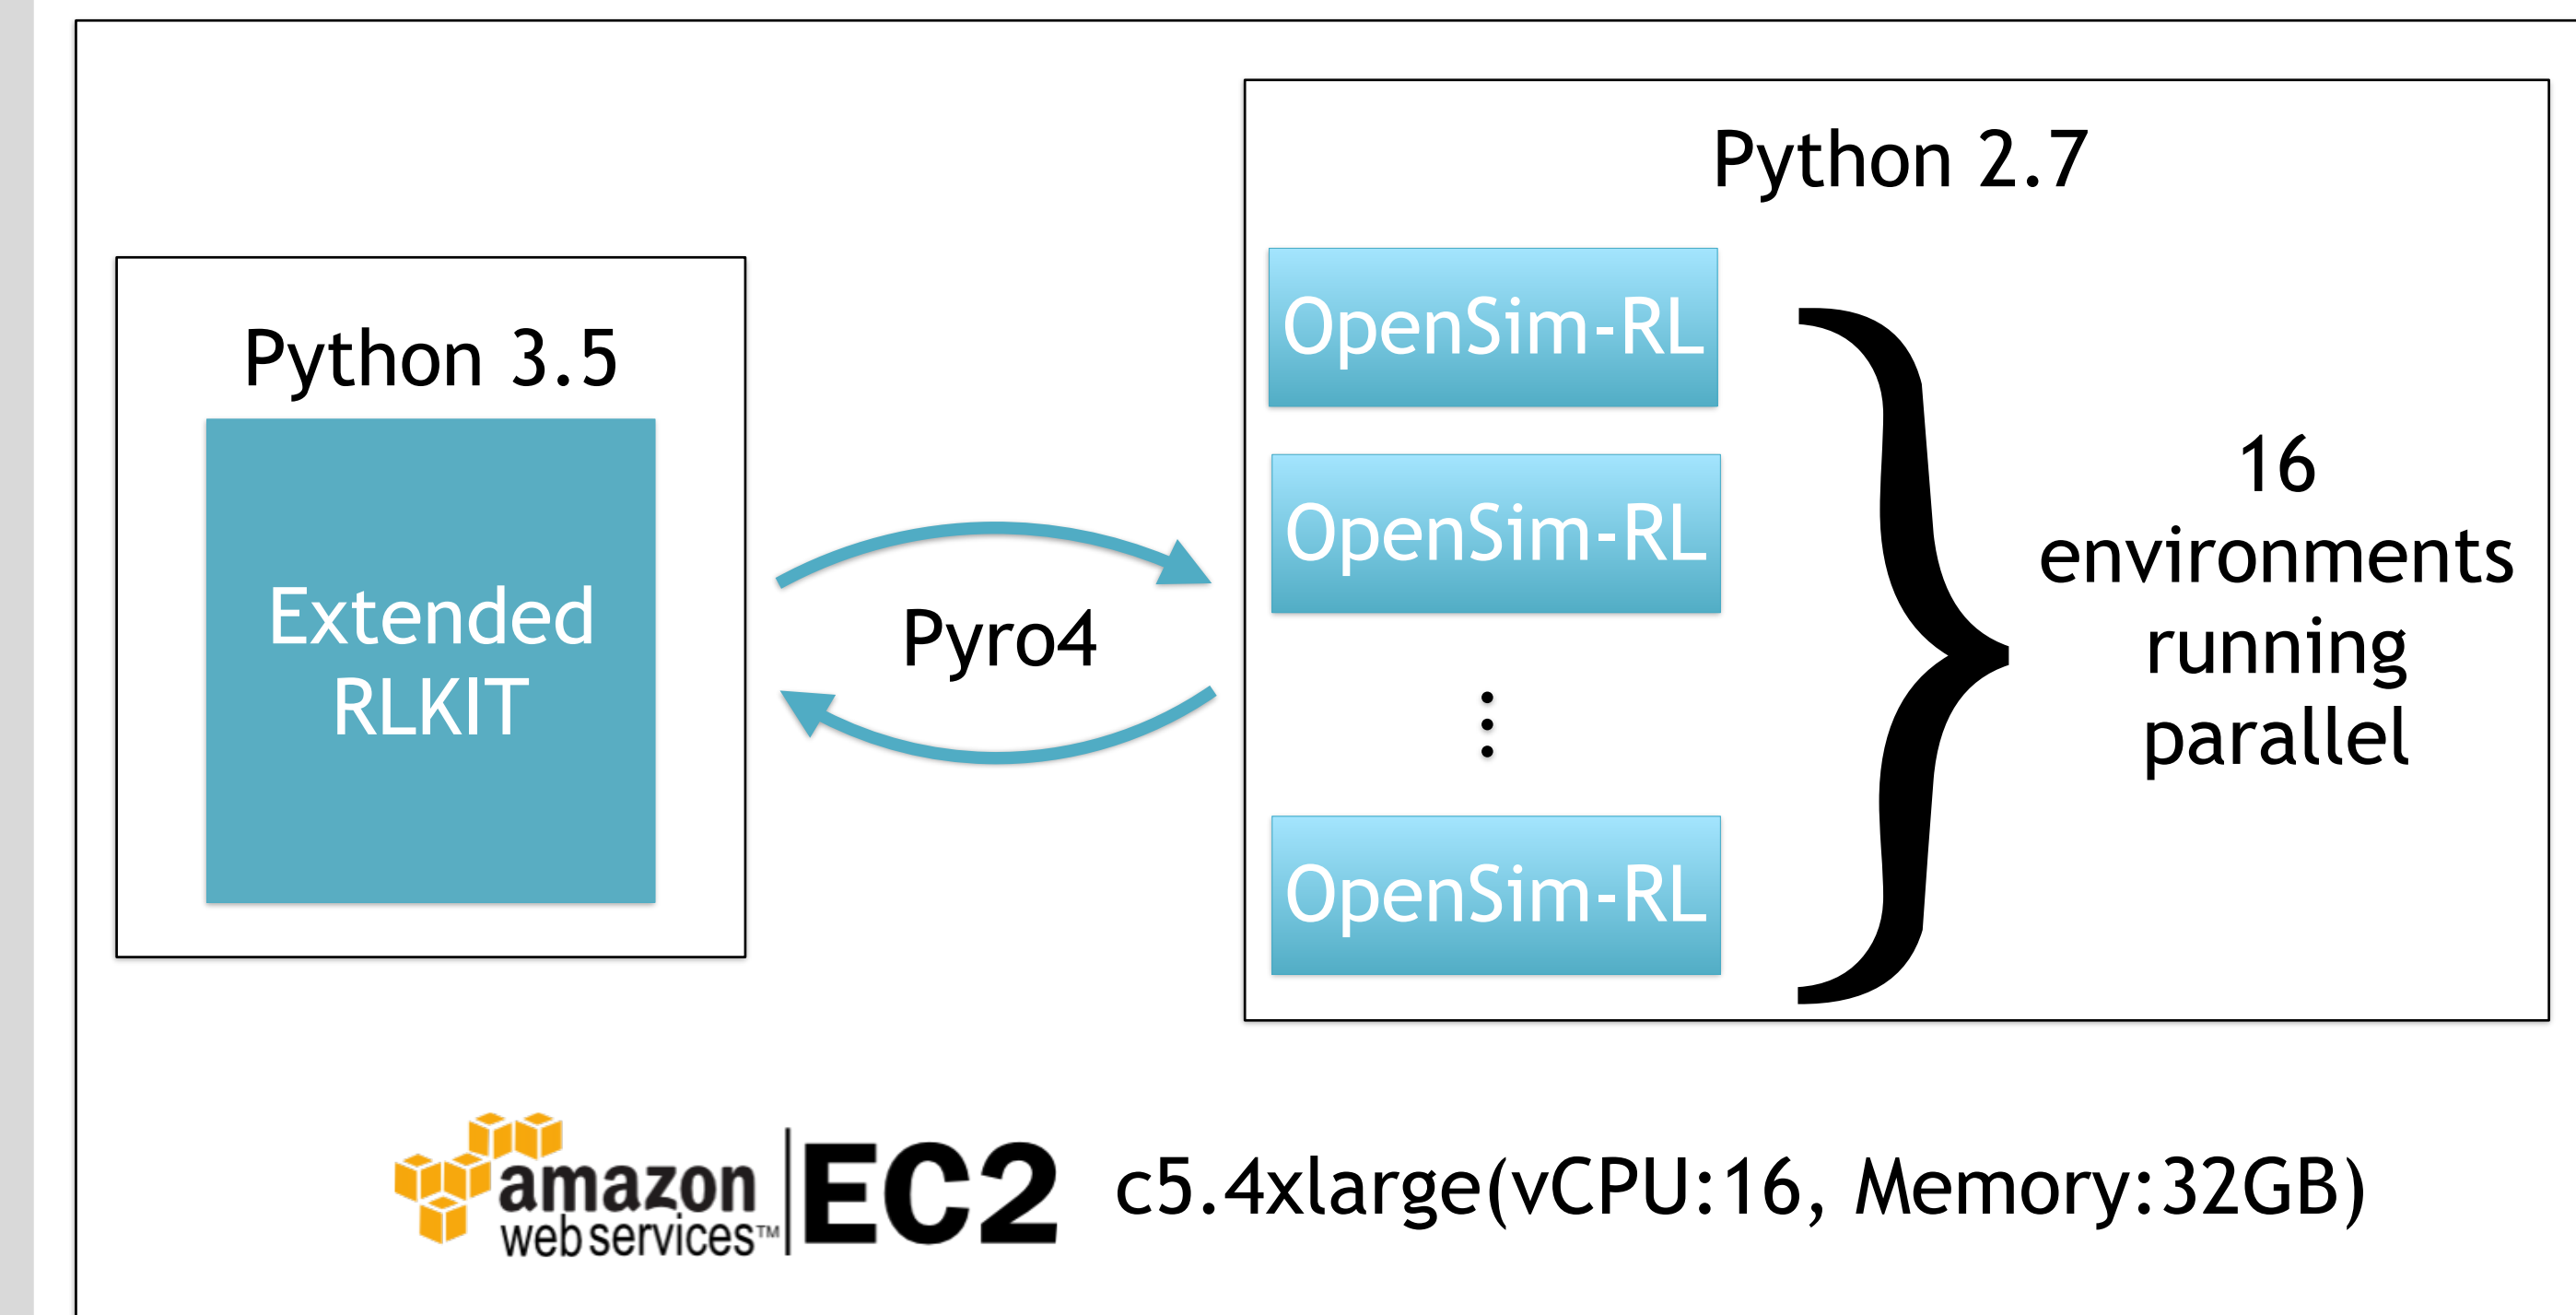 Python 3.5
Extended
RLKIT
Pyro4
Python 2.7
OpenSim-RL
OpenSim-RL
OpenSim-RL
16
environments
running
parallel
amazon
web services™
EC2
c5.4xlarge(vCPU:16, Memory:32GB)